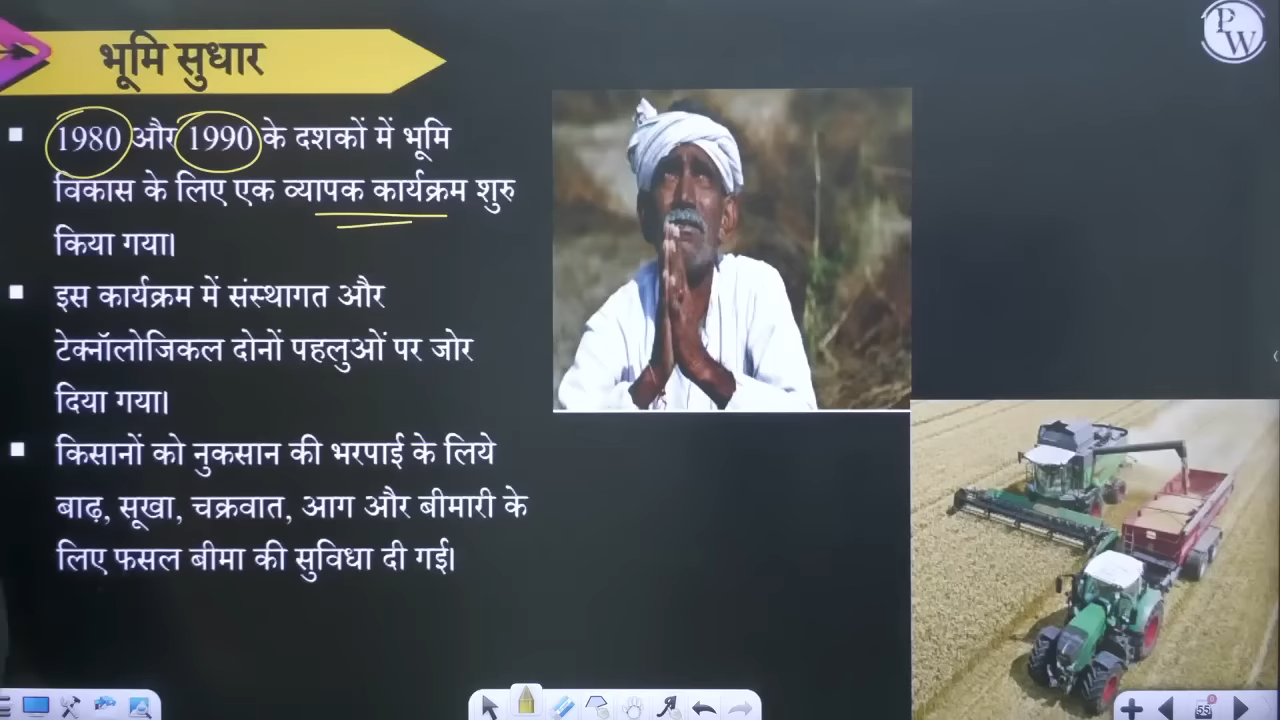 भूमि सुधार
PW
1980 और 1990 के दशकों में भूमि
विकास के लिए एक व्यापक कार्यक्रम शुरु
किया गया।
इस कार्यक्रम में संस्थागत और
टेक्नॉलोजिकल दोनों पहलुओं पर जोर
दिया गया।
किसानों को नुकसान की भरपाई के लिये
बाढ़, सूखा, चक्रवात, आग और बीमारी के
लिए फसल बीमा की सुविधा दी गई।
55